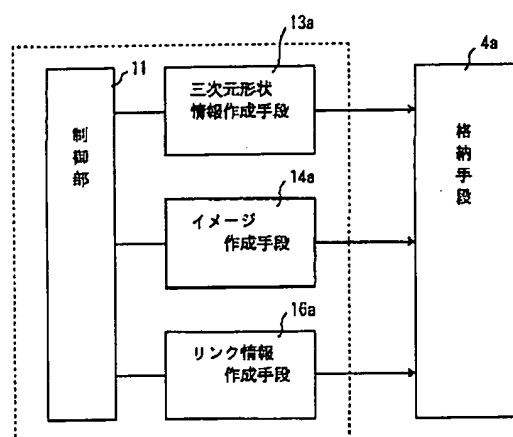 13a
三次元形状
情報作成手段
11
制御部
4a
格納手段
14a
イメージ
作成手段
16a
リンク情報
作成手段